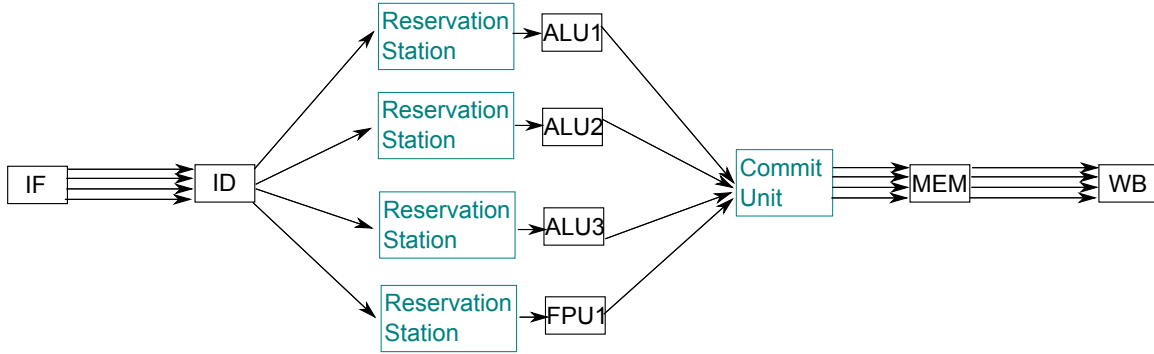 IF
ID
Reservation
Station
ALU1
Reservation
Station
ALU2
Reservation
Station
ALU3
Reservation
Station
FPU1
Commit
Unit
MEM
WB